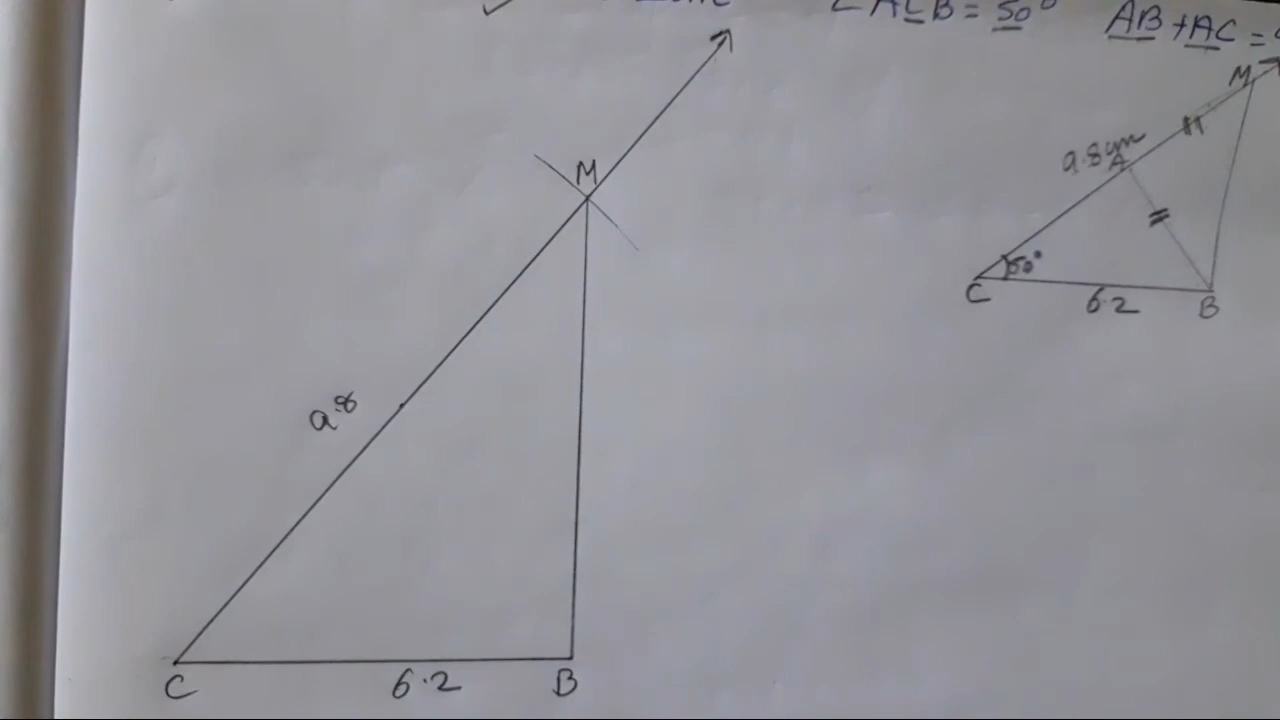 ∠ACB = 50°
AB + AC =
M
9.8cm
A
50°
C
6.2
B
M
9.8
C
6.2
B